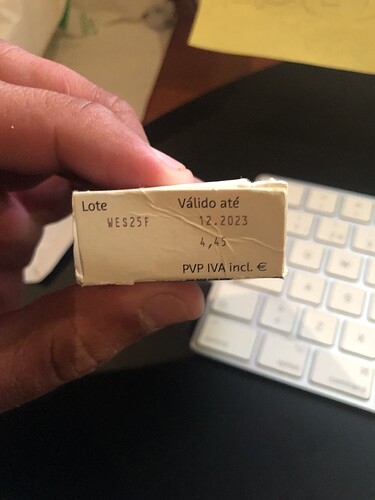 Lote Válido até
WES25F 12.2023
4,45
PVP IVA incl. €